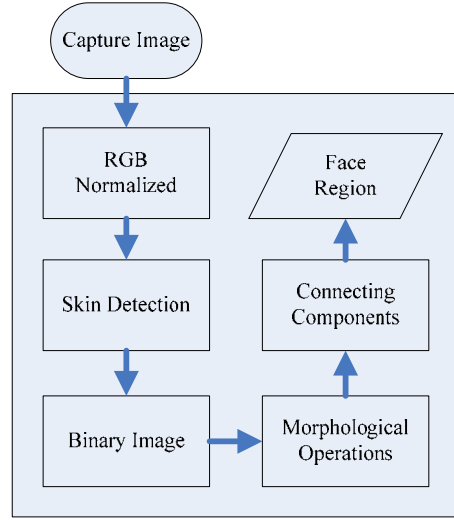 Capture Image
RGB
Normalized
Skin Detection
Binary Image
Morphological
Operations
Connecting
Components
Face
Region